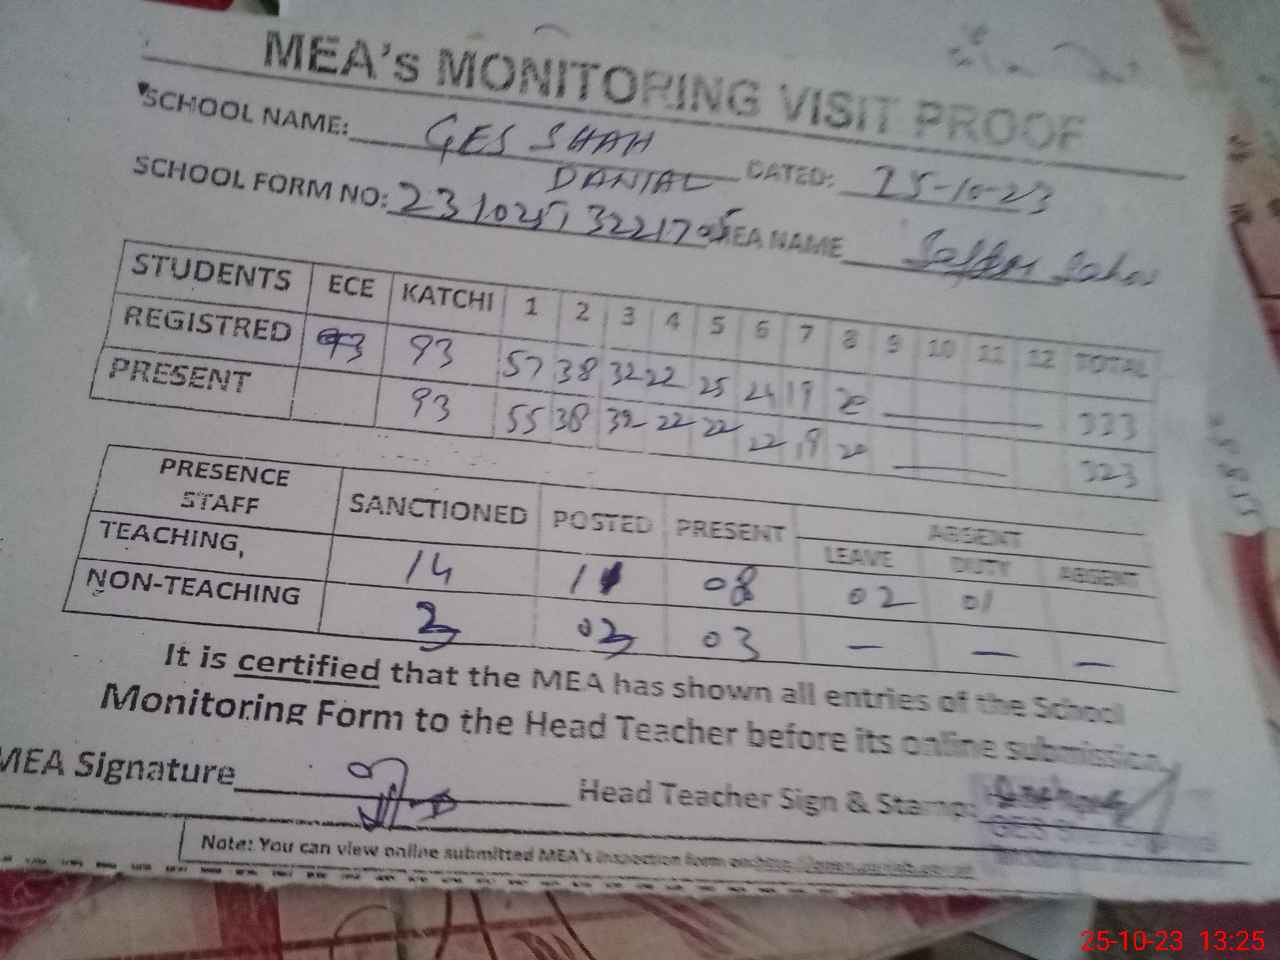 MEA's MONITORING VISIT PROOF
SCHOOL NAME: GES SHAH DANIAL DATED: 25-10-23
SCHOOL FORM NO: MEA NAME
STUDENTS ECE KATCHI 1 2 3 4 5 6 7 8 9 10 11 12 TOTAL
REGISTRED 93 93 57 38 32 22 25 24 19 20 333
PRESENT 93 55 38 32 22 22 22 19 20 323
PRESENCE STAFF SANCTIONED POSTED PRESENT ABSENT
LEAVE DUTY ABSENT
TEACHING, 14 11 08 02 01
NON-TEACHING 3 03 03 — — —
It is certified that the MEA has shown all entries of the School
Monitoring Form to the Head Teacher before its online submission.
MEA Signature Head Teacher Sign & Stamp:
GES
Note: You can view online submitted MEA's inspection form on
25-10-23 13:25